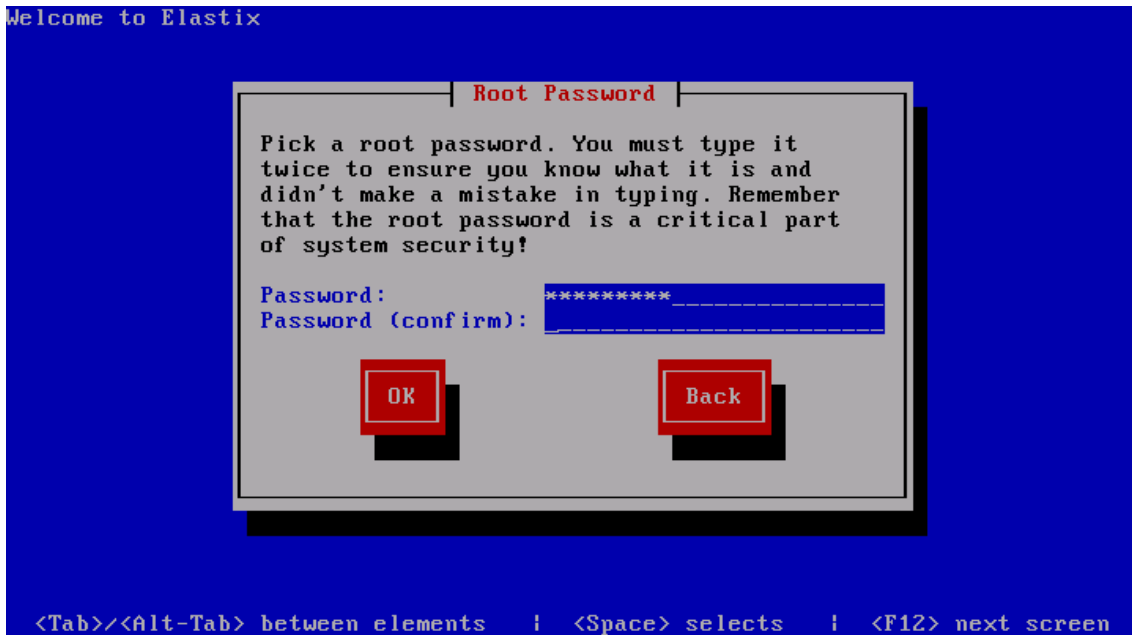 Welcome to Elastix
Root Password
Pick a root password. You must type it
twice to ensure you know what it is and
didn't make a mistake in typing. Remember
that the root password is a critical part
of system security!
Password: *********_______________
Password (confirm): ________________________
OK Back
<Tab>/<Alt-Tab> between elements | <Space> selects | <F12> next screen